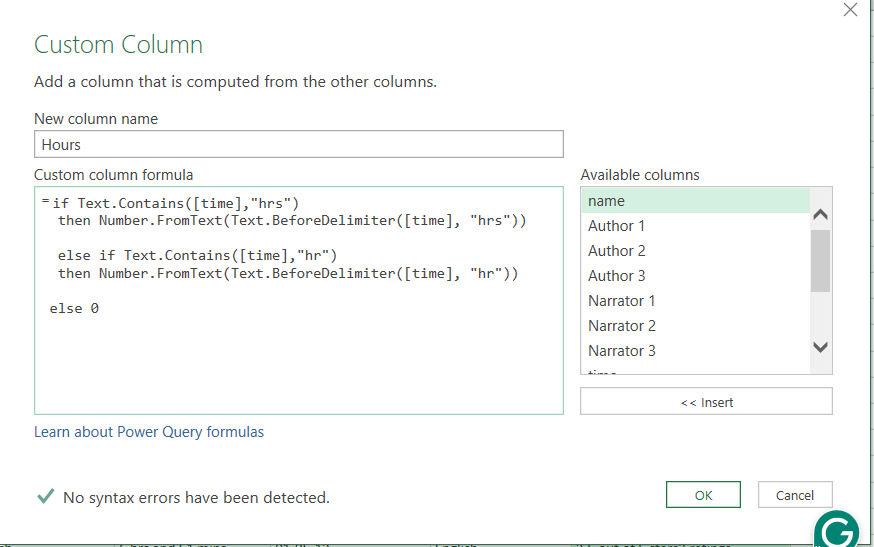 Custom Column
Add a column that is computed from the other columns.
New column name
Hours
Custom column formula
Available columns
=if Text.Contains([time],"hrs")
then Number.FromText(Text.BeforeDelimiter([time], "hrs"))
else if Text.Contains([time],"hr")
then Number.FromText(Text.BeforeDelimiter([time], "hr"))
else 0
name
Author 1
Author 2
Author 3
Narrator 1
Narrator 2
Narrator 3
time
<< Insert
Learn about Power Query formulas
No syntax errors have been detected.
OK
Cancel
G